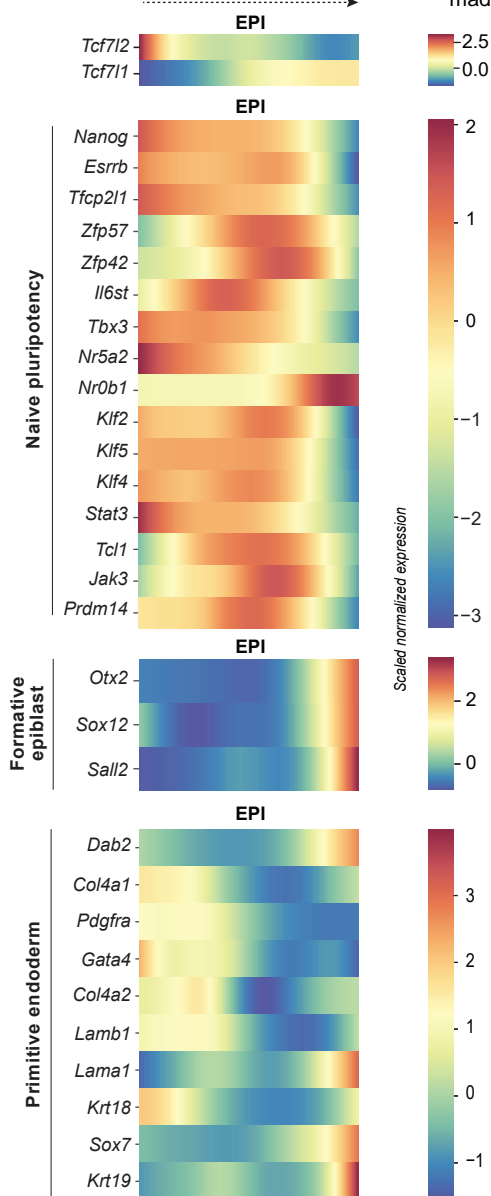 mad
EPI
Tcf7l2
Tcf7l1
2.5
0.0
EPI
Naive pluripotency
Nanog
Esrrb
Tfcp2l1
Zfp57
Zfp42
Il6st
Tbx3
Nr5a2
Nr0b1
Klf2
Klf5
Klf4
Stat3
Tcl1
Jak3
Prdm14
2
1
0
−1
−2
−3
Scaled normalized expression
EPI
Formative
epiblast
Otx2
Sox12
Sall2
2
0
EPI
Primitive endoderm
Dab2
Col4a1
Pdgfra
Gata4
Col4a2
Lamb1
Lama1
Krt18
Sox7
Krt19
3
2
1
0
−1